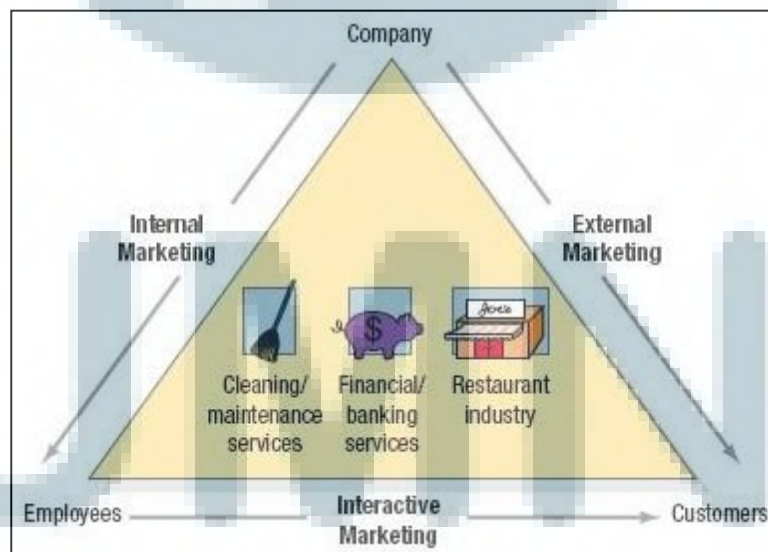 Company
Internal
Marketing
External
Marketing
Joe's
$
Cleaning/
maintenance
services
Financial/
banking
services
Restaurant
industry
Employees
Interactive
Marketing
Customers